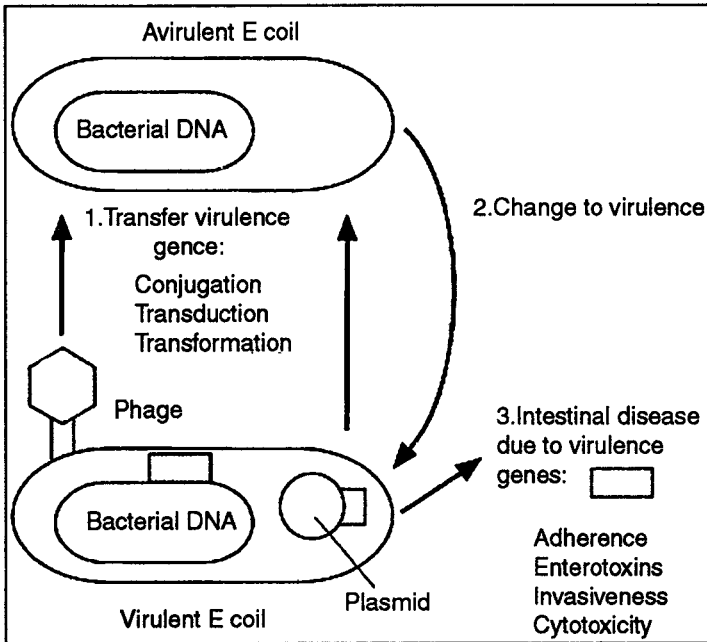 Avirulent E coil
Bacterial DNA
1.Transfer virulence
gence:
Conjugation
Transduction
Transformation
2.Change to virulence
Phage
3.Intestinal disease
due to virulence
genes:
Bacterial DNA
Adherence
Enterotoxins
Invasiveness
Cytotoxicity
Plasmid
Virulent E coil